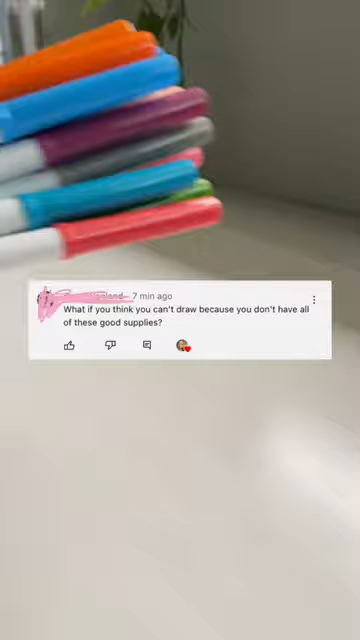 7 min ago
What if you think you can't draw because you don't have all
of these good supplies?